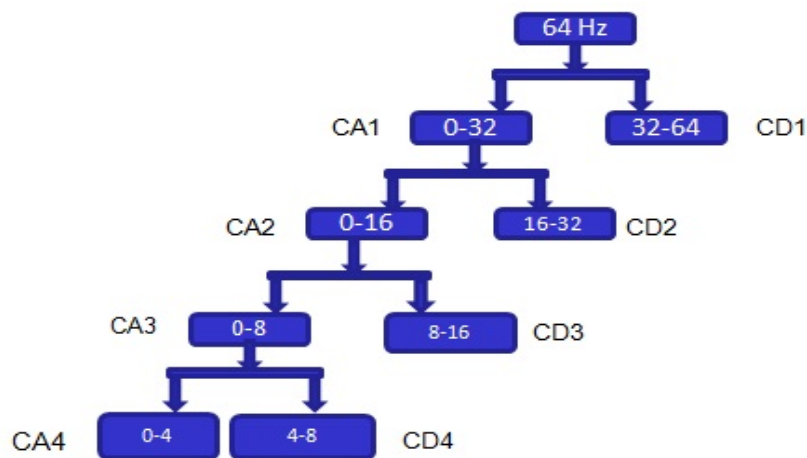 64 Hz
CA1 0-32 32-64 CD1
CA2 0-16 16-32 CD2
CA3 0-8 8-16 CD3
CA4 0-4 4-8 CD4